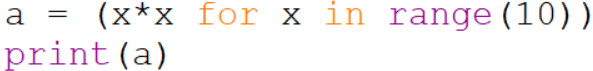 a = (x*x for x in range(10))
print(a)